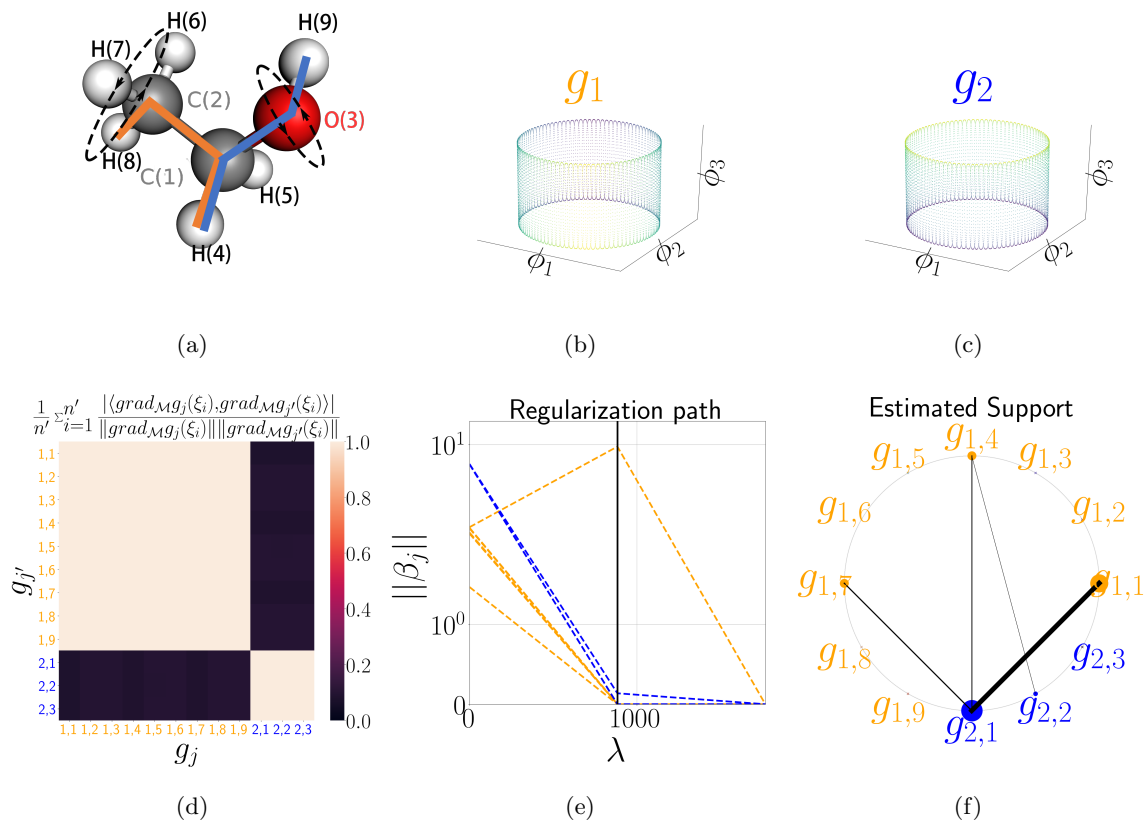 H(6)
H(9)
H(7)
C(2)
O(3)
H(8)
C(1)
H(5)
H(4)
(a)
g₁
ϕ₃
ϕ₂
ϕ₁
(b)
g₂
ϕ₃
ϕ₂
ϕ₁
(c)
1/n′ Σⁿ′ᵢ₌₁ |⟨grad_ℳ g_j(ξ_i),grad_ℳ g_j′(ξ_i)⟩| / ‖grad_ℳ g_j(ξ_i)‖‖grad_ℳ g_j′(ξ_i)‖
1,1
1,2
1,3
1,4
1,5
1,6
1,7
1,8
1,9
2,1
2,2
2,3
g_j′
1,1 1,2 1,3 1,4 1,5 1,6 1,7 1,8 1,9 2,1 2,2 2,3
g_j
1.0
0.8
0.6
0.4
0.2
0.0
(d)
Regularization path
10¹
10⁰
0
||β_j||
0 1000
λ
(e)
Estimated Support
g₁,₄
g₁,₅
g₁,₃
g₁,₆
g₁,₂
g₁,₇
g₁,₁
g₁,₈
g₂,₃
g₁,₉
g₂,₂
g₂,₁
(f)